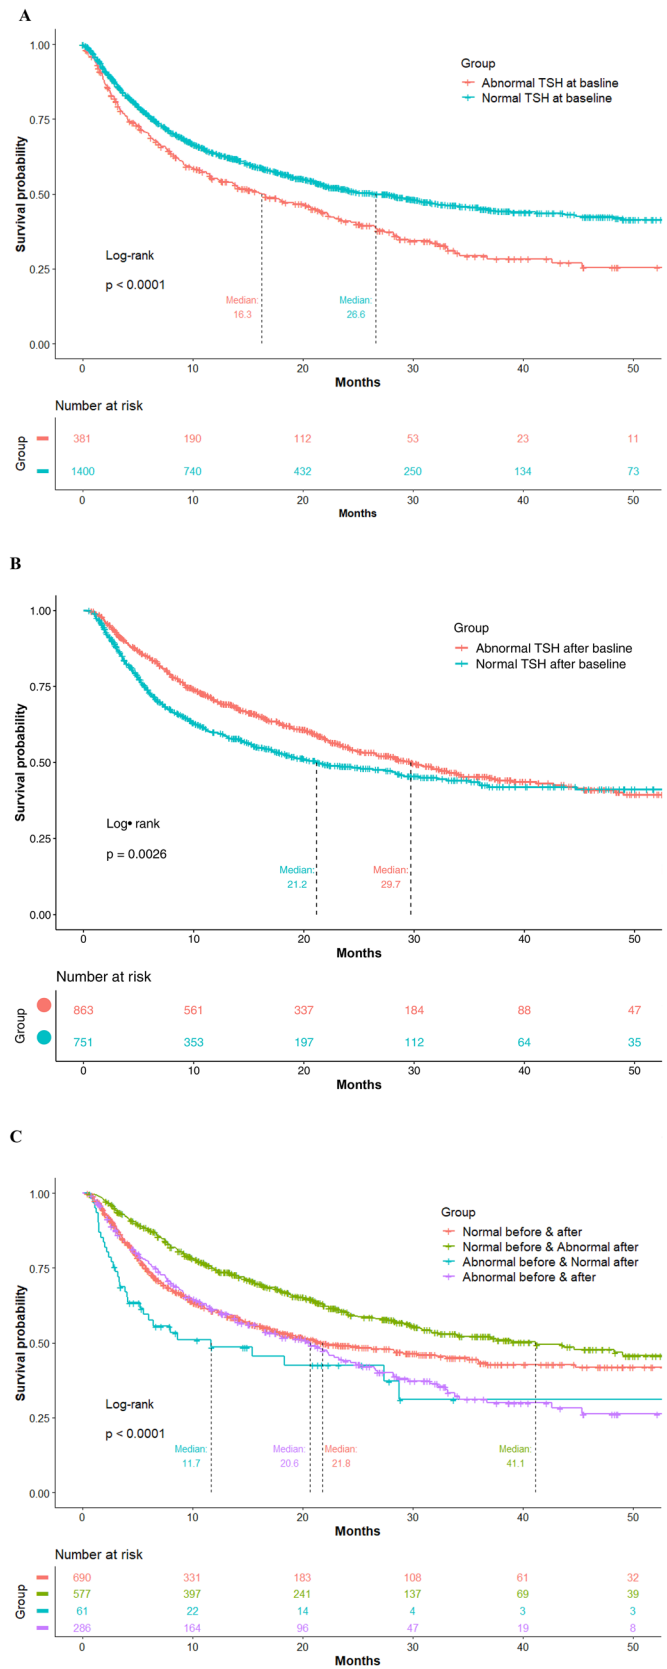 A
Survival probability
1.00
0.75
0.50
0.25
0.00
Group
Abnormal TSH at basline
Normal TSH at baseline
Log-rank
p < 0.0001
Median: Median:
16.3 26.6
0 10 20 30 40 50
Months
Number at risk
Group
381 190 112 53 23 11
1400 740 432 250 134 73
0 10 20 30 40 50
Months
B
Survival probability
1.00
0.75
0.50
0.25
0.00
Group
Abnormal TSH after basline
Normal TSH after baseline
Log• rank
p = 0.0026
Median: Median:
21.2 29.7
0 10 20 30 40 50
Months
Number at risk
Group
863 561 337 184 88 47
751 353 197 112 64 35
0 10 20 30 40 50
Months
C
Survival probability
1.00
0.75
0.50
0.25
0.00
Group
Normal before & after
Normal before & Abnormal after
Abnormal before & Normal after
Abnormal before & after
Log-rank
p < 0.0001
Median: Median: Median: Median:
11.7 20.6 21.8 41.1
0 10 20 30 40 50
Months
Number at risk
Group
690 331 183 108 61 32
577 397 241 137 69 39
61 22 14 4 3 3
286 164 96 47 19 8
0 10 20 30 40 50
Months